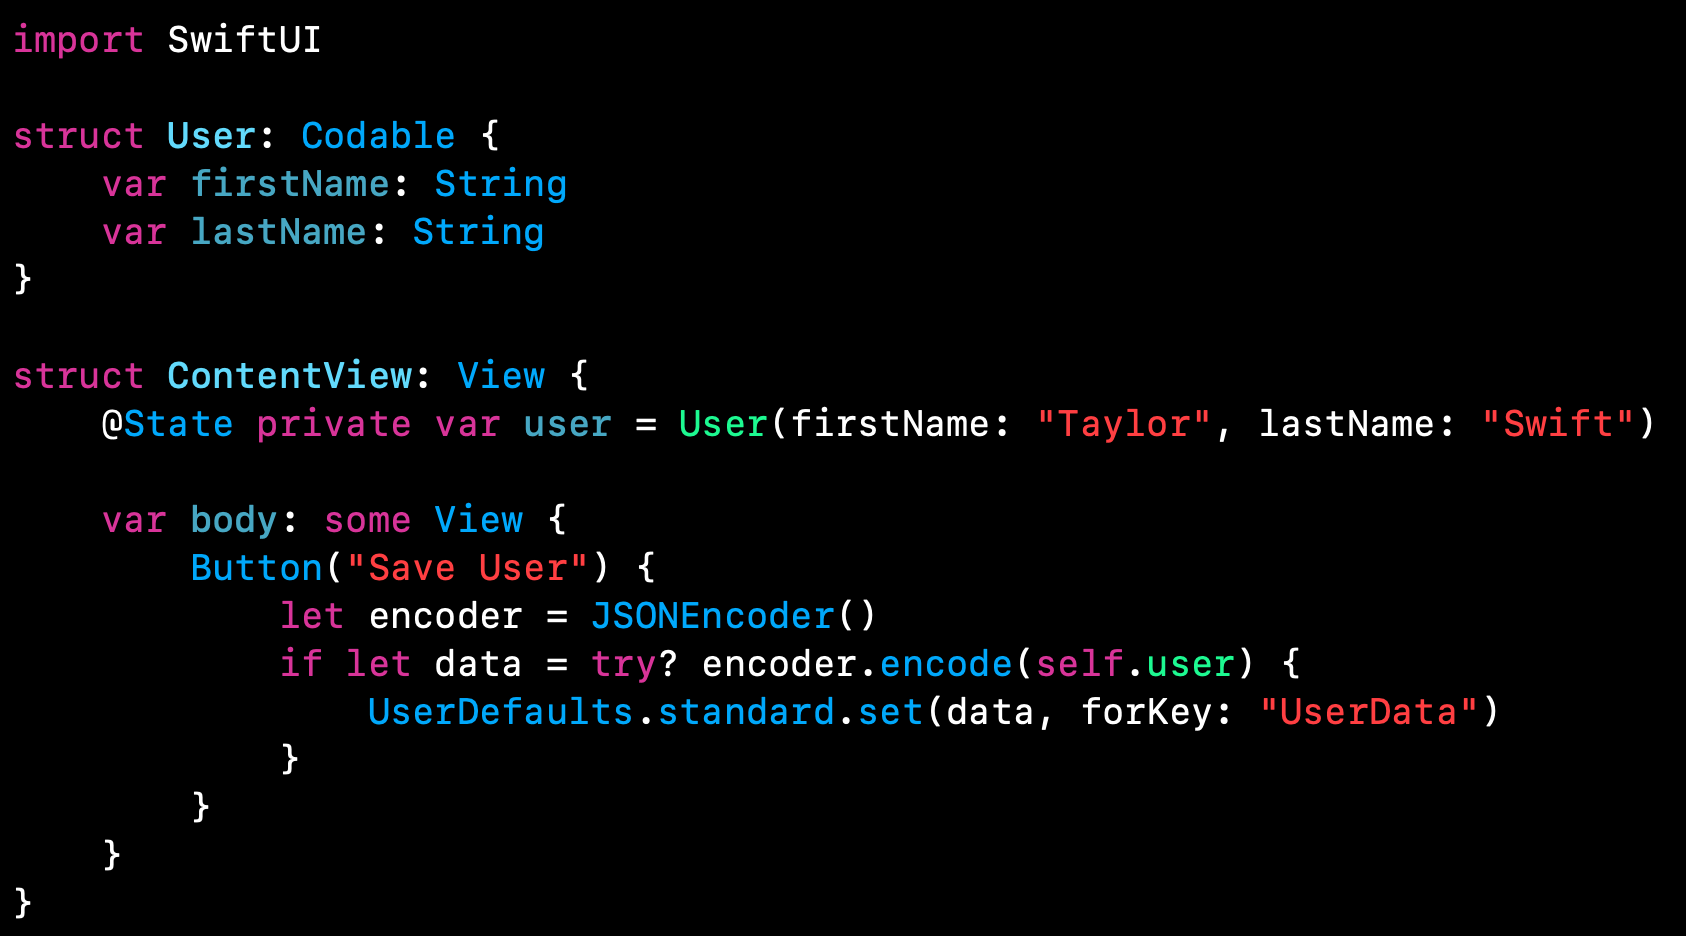 import SwiftUI
struct User: Codable {
    var firstName: String
    var lastName: String
}
struct ContentView: View {
    @State private var user = User(firstName: "Taylor", lastName: "Swift")
    var body: some View {
        Button("Save User") {
            let encoder = JSONEncoder()
            if let data = try? encoder.encode(self.user) {
                UserDefaults.standard.set(data, forKey: "UserData")
            }
        }
    }
}